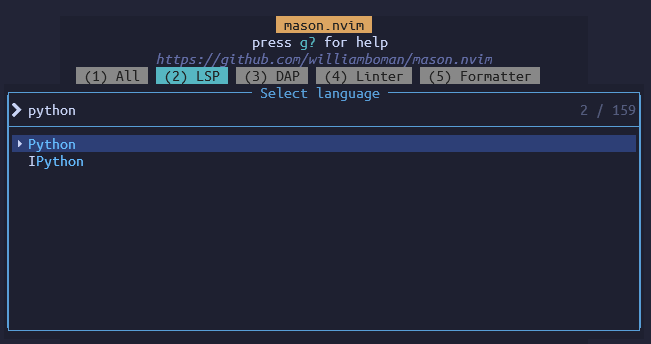 mason.nvim
press g? for help
https://github.com/williamboman/mason.nvim
(1) All (2) LSP (3) DAP (4) Linter (5) Formatter
Select language
python 2 / 159
Python
IPython